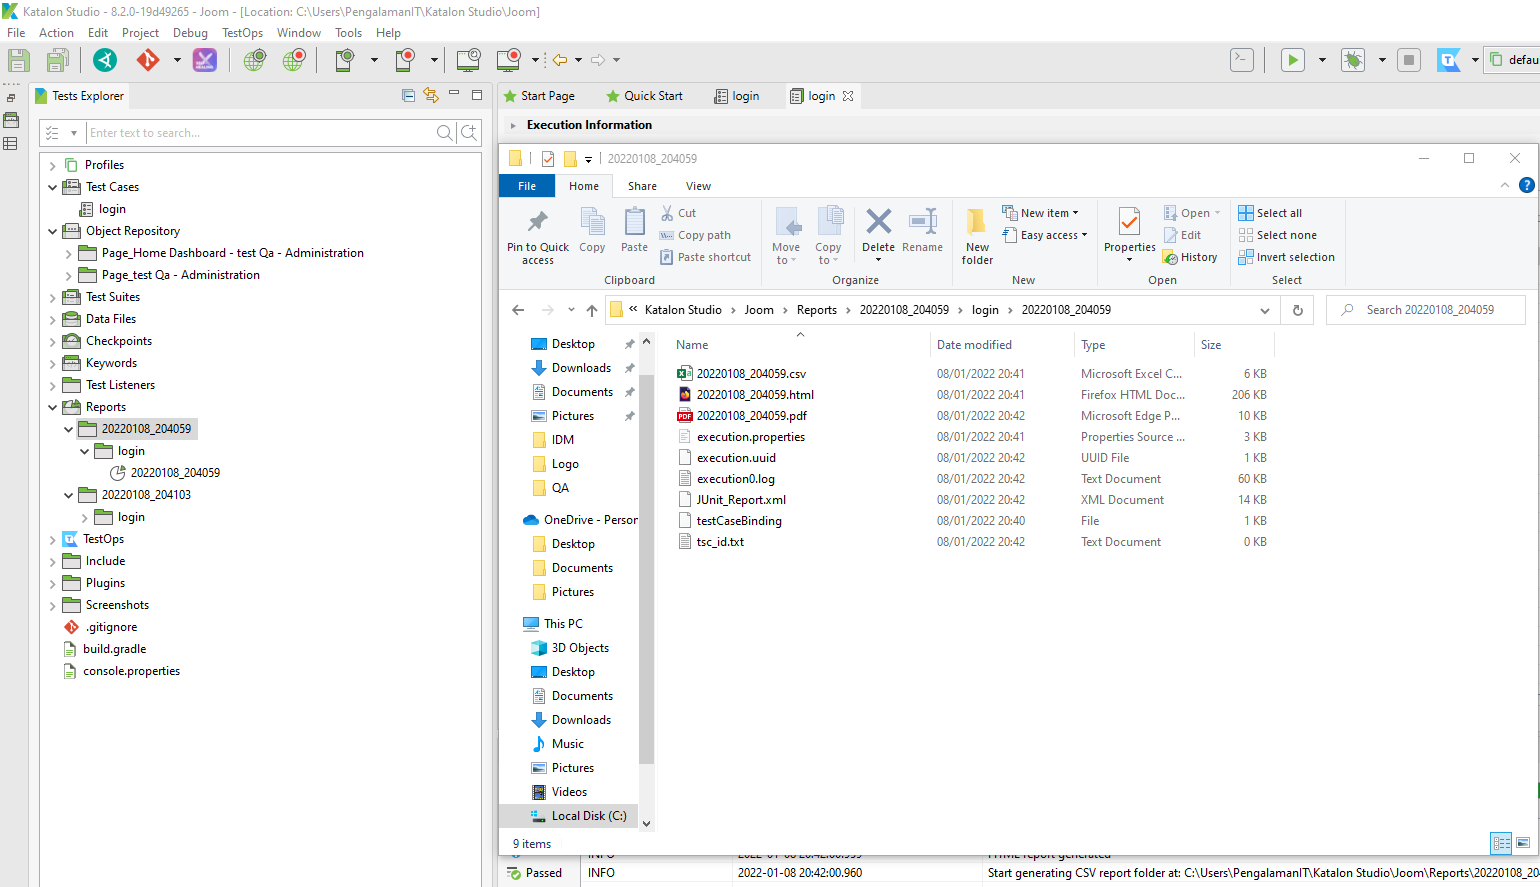 Katalon Studio - 8.2.0-19d49265 - Joom - [Location: C:\Users\PengalamanIT\Katalon Studio\Joom]
File Action Edit Project Debug TestOps Window Tools Help
defau
Tests Explorer
Enter text to search...
Profiles
Test Cases
login
Object Repository
Page_Home Dashboard - test Qa - Administration
Page_test Qa - Administration
Test Suites
Data Files
Checkpoints
Keywords
Test Listeners
Reports
20220108_204059
login
20220108_204059
20220108_204103
login
TestOps
Include
Plugins
Screenshots
.gitignore
build.gradle
console.properties
Start Page Quick Start login login
Execution Information
20220108_204059
File Home Share View
Pin to Quick access
Copy
Paste
Cut
Copy path
Paste shortcut
Clipboard
Move to
Copy to
Delete
Rename
Organize
New folder
New item
Easy access
New
Properties
Open
Edit
History
Open
Select all
Select none
Invert selection
Select
« Katalon Studio › Joom › Reports › 20220108_204059 › login › 20220108_204059
Search 20220108_204059
Desktop
Downloads
Documents
Pictures
IDM
Logo
QA
OneDrive - Person
Desktop
Documents
Pictures
This PC
3D Objects
Desktop
Documents
Downloads
Music
Pictures
Videos
Local Disk (C:)
Name Date modified Type Size
20220108_204059.csv 08/01/2022 20:41 Microsoft Excel C... 6 KB
20220108_204059.html 08/01/2022 20:41 Firefox HTML Doc... 206 KB
20220108_204059.pdf 08/01/2022 20:42 Microsoft Edge P... 10 KB
execution.properties 08/01/2022 20:41 Properties Source ... 3 KB
execution.uuid 08/01/2022 20:42 UUID File 1 KB
execution0.log 08/01/2022 20:42 Text Document 60 KB
JUnit_Report.xml 08/01/2022 20:42 XML Document 14 KB
testCaseBinding 08/01/2022 20:40 File 1 KB
tsc_id.txt 08/01/2022 20:42 Text Document 0 KB
9 items
INFO 2022-01-08 20:42:00.959 HTML report generated
Passed INFO 2022-01-08 20:42:00.960 Start generating CSV report folder at: C:\Users\PengalamanIT\Katalon Studio\Joom\Reports\20220108_20